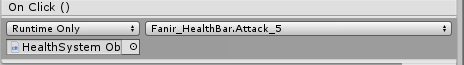 On Click ()
Runtime Only Fanir_HealthBar.Attack_5
HealthSystem Ob